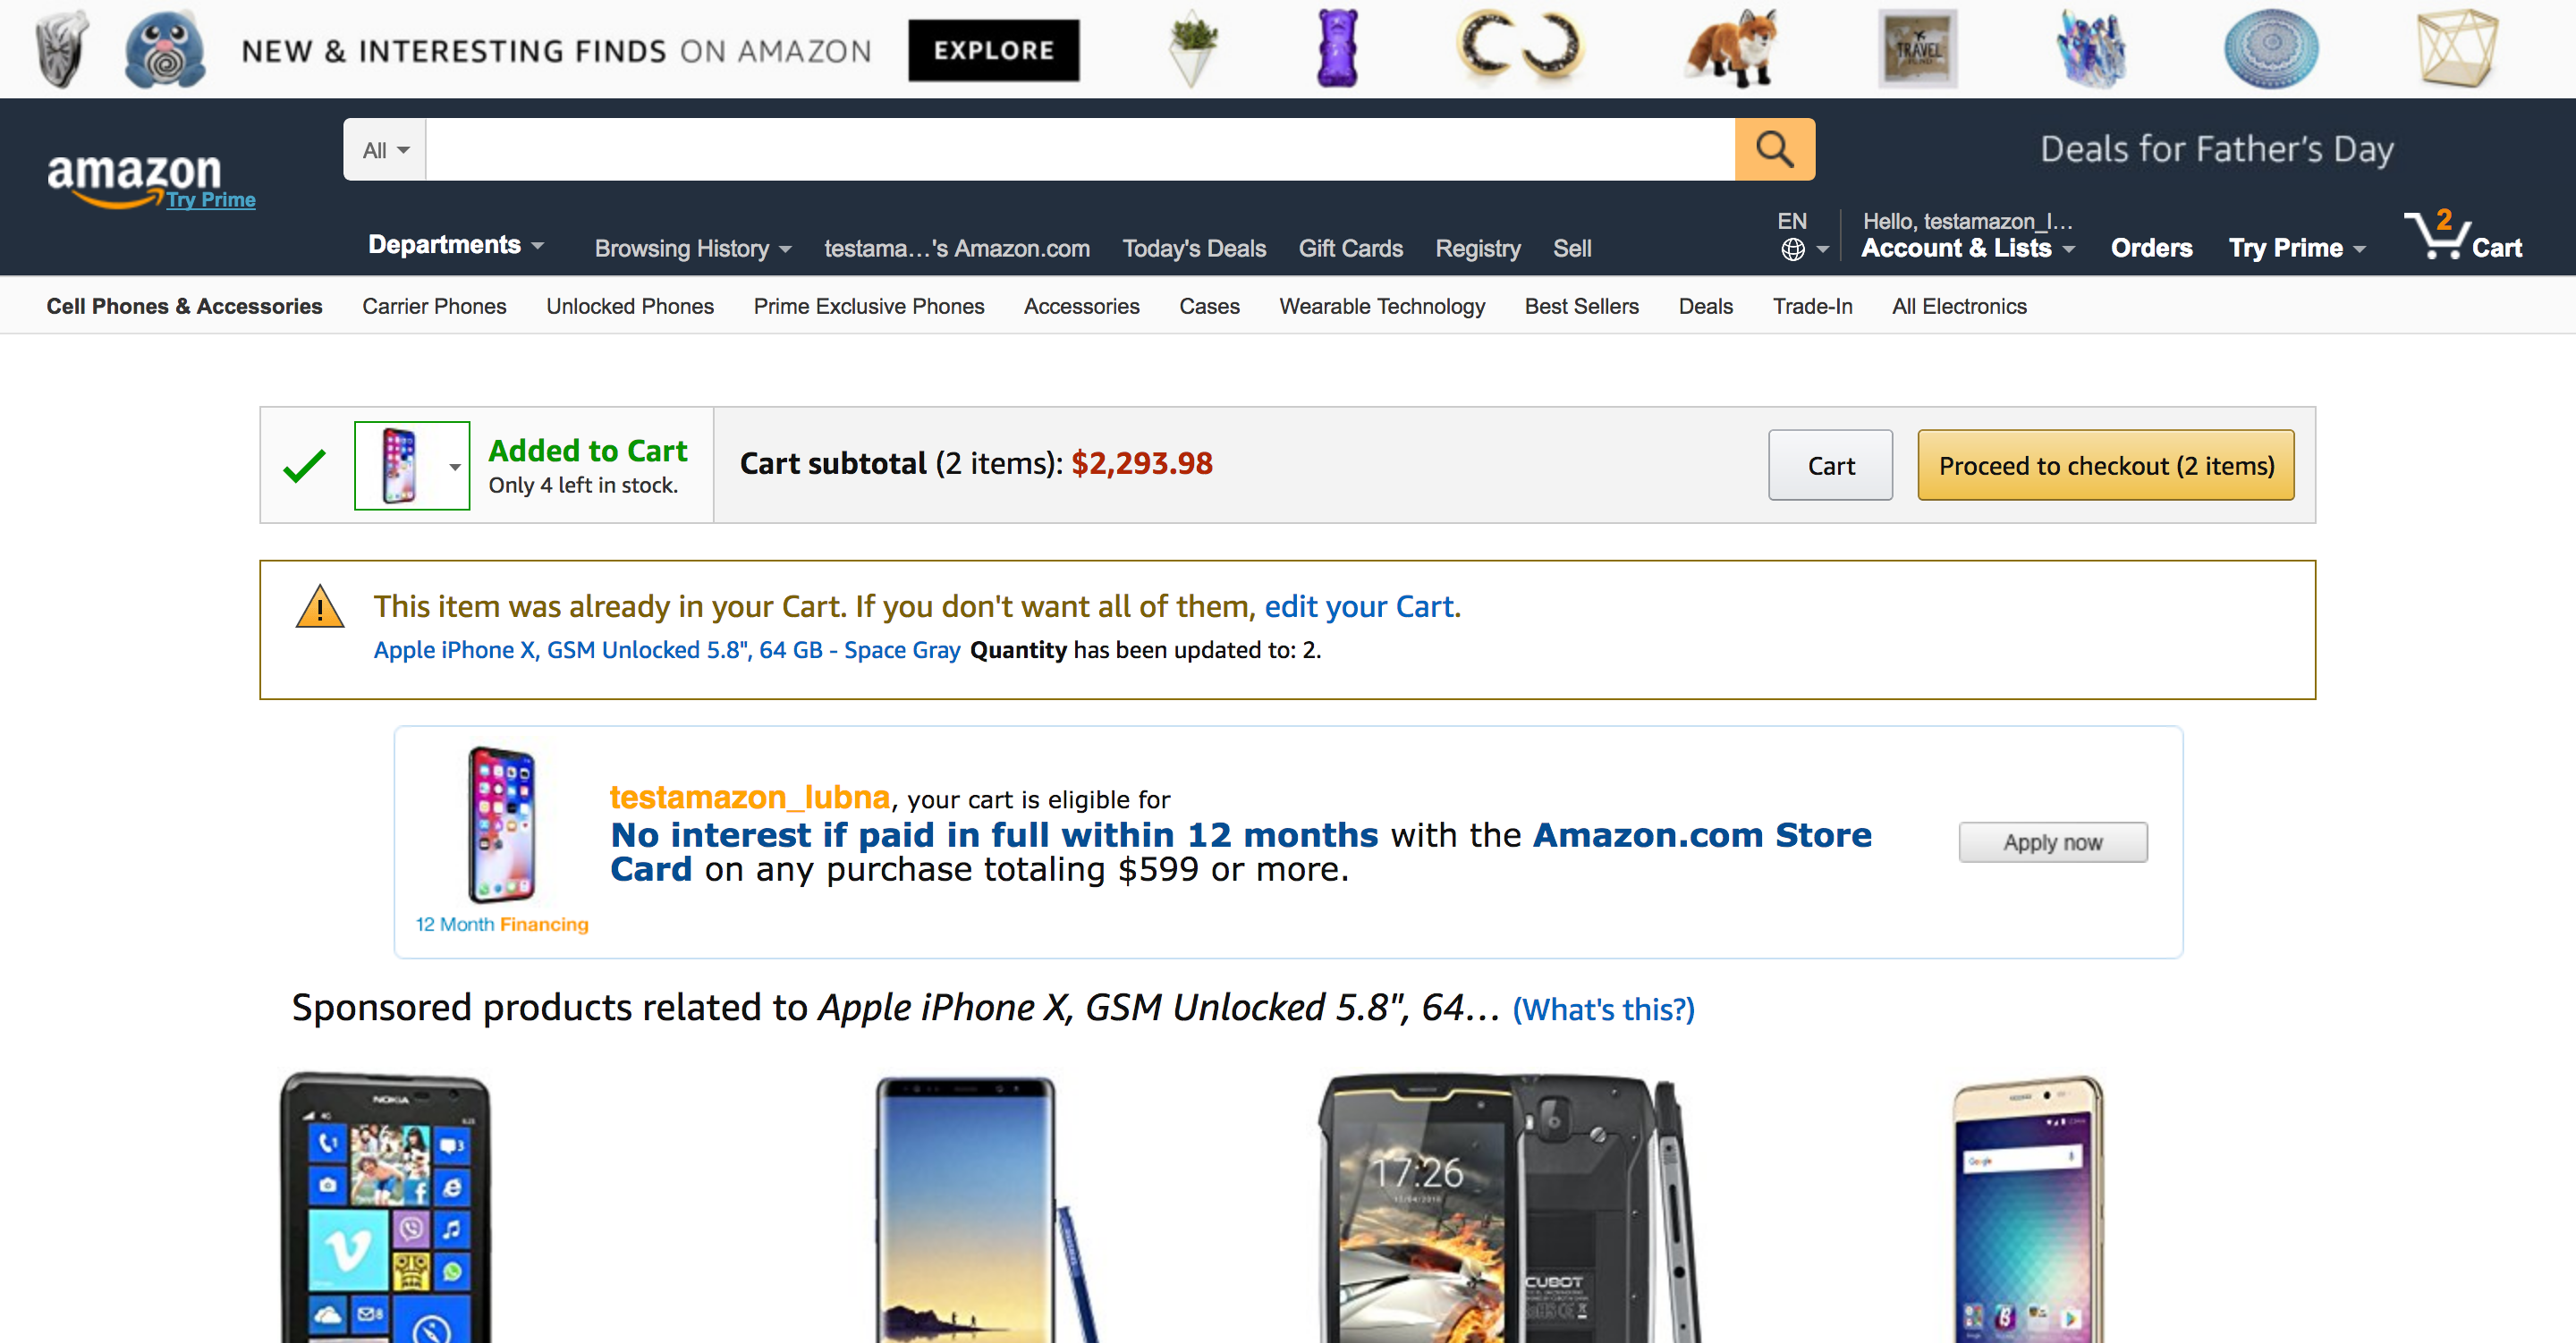 NEW & INTERESTING FINDS ON AMAZON
EXPLORE
TRAVEL
FUND
amazon
Try Prime
All
Deals for Father's Day
Departments
Browsing History
testama...'s Amazon.com
Today's Deals
Gift Cards
Registry
Sell
EN
Hello, testamazon_l...
Account & Lists
Orders
Try Prime
2
Cart
Cell Phones & Accessories
Carrier Phones
Unlocked Phones
Prime Exclusive Phones
Accessories
Cases
Wearable Technology
Best Sellers
Deals
Trade-In
All Electronics
Added to Cart
Only 4 left in stock.
Cart subtotal (2 items): $2,293.98
Cart
Proceed to checkout (2 items)
This item was already in your Cart. If you don't want all of them, edit your Cart.
Apple iPhone X, GSM Unlocked 5.8", 64 GB - Space Gray Quantity has been updated to: 2.
testamazon_lubna, your cart is eligible for
No interest if paid in full within 12 months with the Amazon.com Store
Card on any purchase totaling $599 or more.
Apply now
12 Month Financing
Sponsored products related to Apple iPhone X, GSM Unlocked 5.8", 64... (What's this?)
NOKIA
4G
17:26
CUBOT
Google